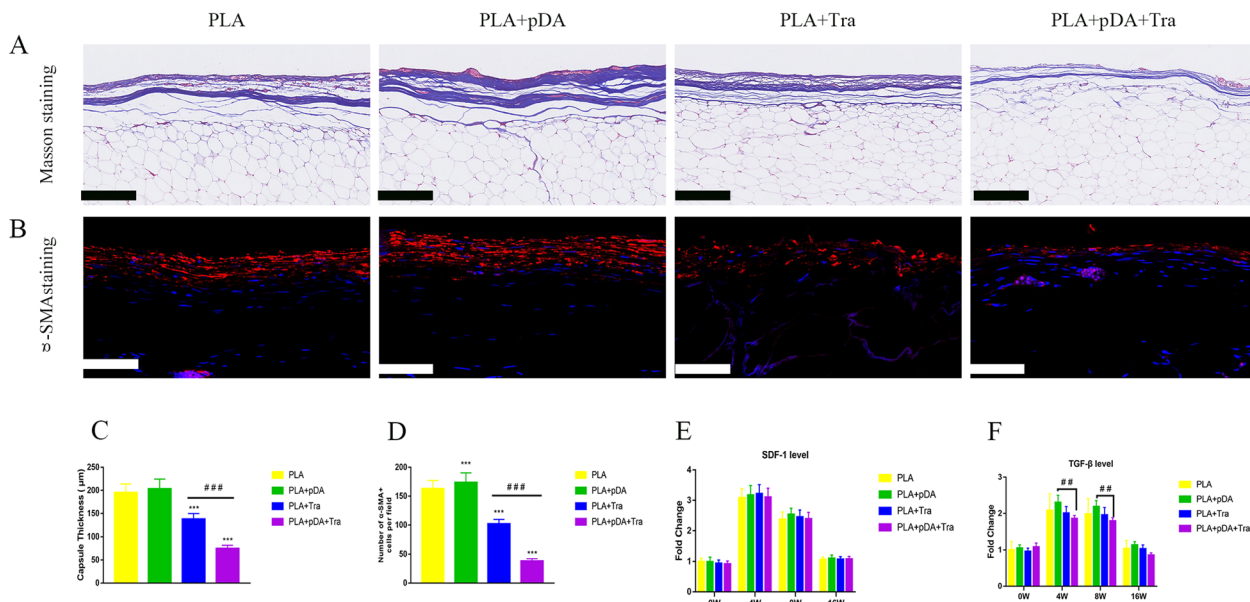 PLA PLA+pDA PLA+Tra PLA+pDA+Tra
A
Masson staining
B
α-SMAstaining
C
Capsule Thickness ( μm)
250
200
150
100
50
0
***
***
# # #
PLA
PLA+pDA
PLA+Tra
PLA+pDA+Tra
D
Number of α-SMA+
cells per field
200
150
100
50
0
***
***
***
# # #
PLA
PLA+pDA
PLA+Tra
PLA+pDA+Tra
E
SDF-1 level
Fold Change
4
3
2
1
0
0W 4W 8W 16W
PLA
PLA+pDA
PLA+Tra
PLA+pDA+Tra
F
TGF-β level
Fold Change
3
2
1
0
# #
# #
0W 4W 8W 16W
PLA
PLA+pDA
PLA+Tra
PLA+pDA+Tra